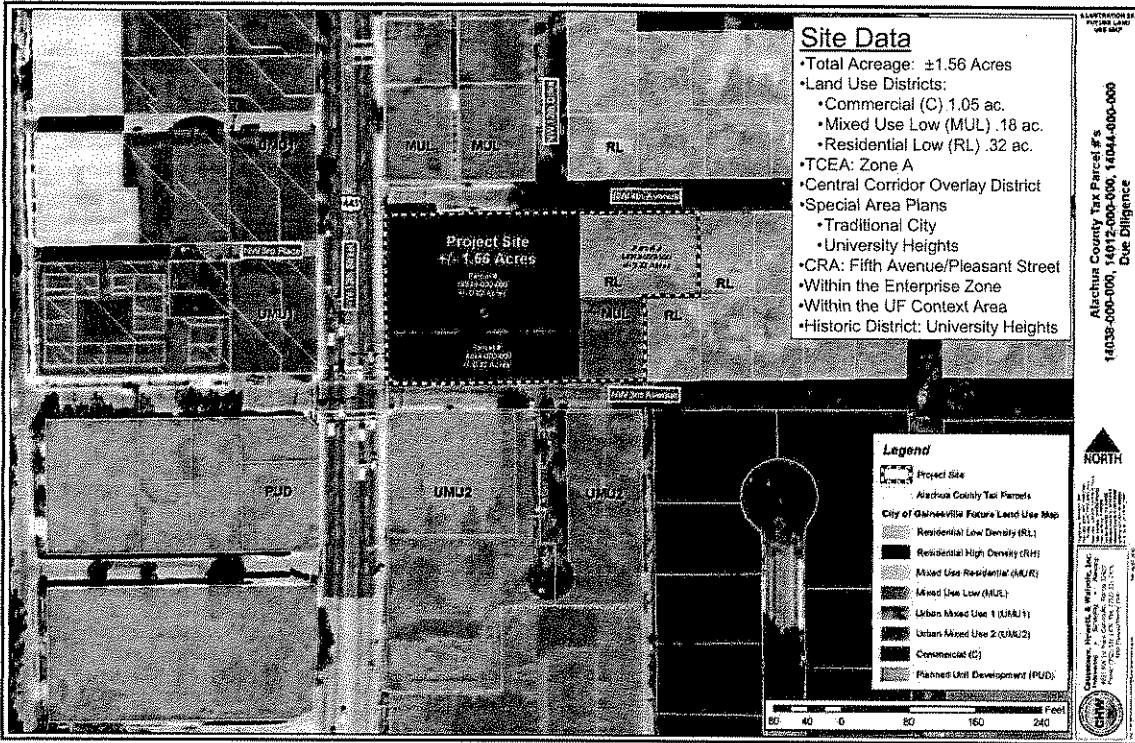 Site Data
•Total Acreage: ±1.56 Acres
•Land Use Districts:
•Commercial (C) 1.05 ac.
•Mixed Use Low (MUL) .18 ac.
•Residential Low (RL) .32 ac.
•TCEA: Zone A
•Central Corridor Overlay District
•Special Area Plans
•Traditional City
•University Heights
•CRA: Fifth Avenue/Pleasant Street
•Within the Enterprise Zone
•Within the UF Context Area
•Historic District: University Heights
UMU1
MUL
MUL
RL
441
NW 4th Avenue
NW 3rd Place
Project Site
+/- 1.56 Acres
RL
RL
UMU1
MUL
RL
NW 3rd Avenue
PUD
UMU2
UMU2
Legend
Project Site
Alachua County Tax Parcels
City of Gainesville Future Land Use Map
Residential Low Density (RL)
Residential High Density (RH)
Mixed Use Residential (MUR)
Mixed Use Low (MUL)
Urban Mixed Use 1 (UMU1)
Urban Mixed Use 2 (UMU2)
Commercial (C)
Planned Unit Development (PUD)
80 40 0 80 160 240 Feet
Alachua County Tax Parcel #'s
14038-000-000, 14012-000-000, 14044-000-000
Due Diligence
NORTH
CHW